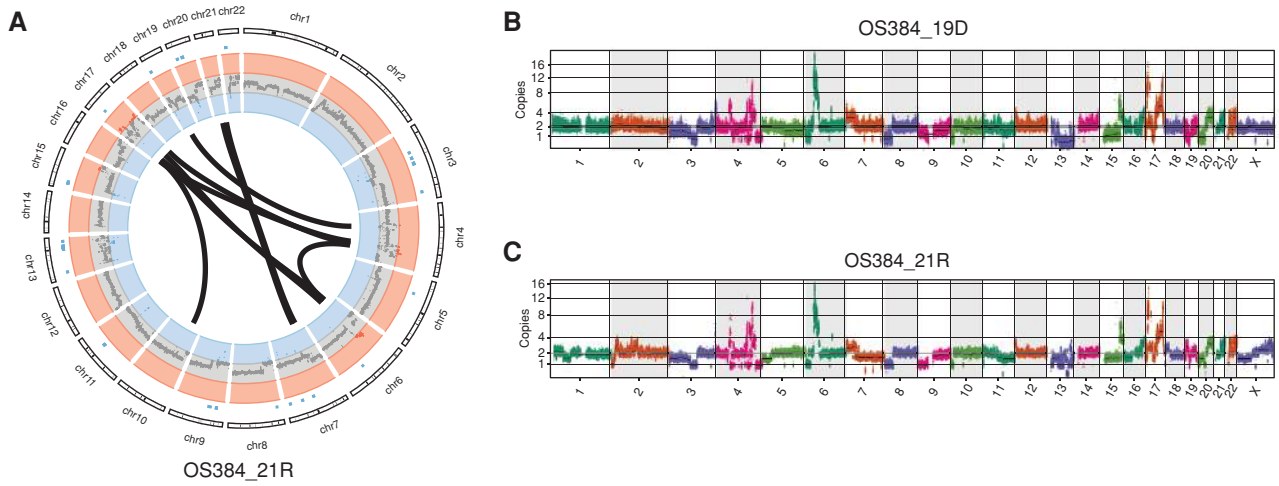 A
chr1
chr2
chr3
chr4
chr5
chr6
chr7
chr8
chr9
chr10
chr11
chr12
chr13
chr14
chr15
chr16
chr17
chr18
chr19
chr20
chr21
chr22
OS384_21R
B
OS384_19D
Copies
16
12
8
4
2
1
1 2 3 4 5 6 7 8 9 10 11 12 13 14 15 16 17 18 19 20 21 22 X
C
OS384_21R
Copies
16
12
8
4
2
1
1 2 3 4 5 6 7 8 9 10 11 12 13 14 15 16 17 18 19 20 21 22 X